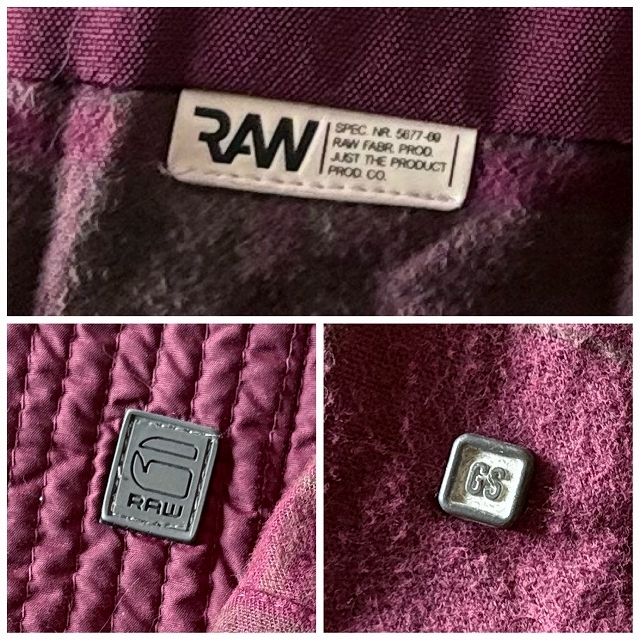 RAW
SPEC. NR. 5677-09
RAW FABR. PROD.
JUST THE PRODUCT
PROD. CO.
RAW
GS